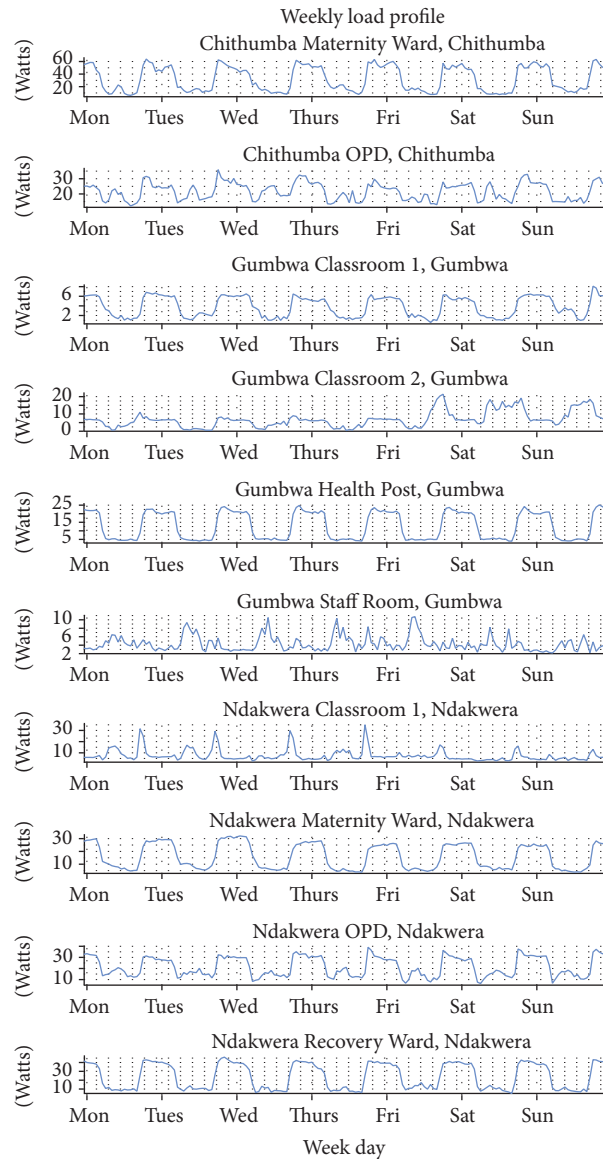 Weekly load profile
Chithumba Maternity Ward, Chithumba
(Watts)
60
40
20
Mon Tues Wed Thurs Fri Sat Sun
Chithumba OPD, Chithumba
(Watts)
30
20
Mon Tues Wed Thurs Fri Sat Sun
Gumbwa Classroom 1, Gumbwa
(Watts)
6
2
Mon Tues Wed Thurs Fri Sat Sun
Gumbwa Classroom 2, Gumbwa
(Watts)
20
10
0
Mon Tues Wed Thurs Fri Sat Sun
Gumbwa Health Post, Gumbwa
(Watts)
25
15
5
Mon Tues Wed Thurs Fri Sat Sun
Gumbwa Staff Room, Gumbwa
(Watts)
10
6
2
Mon Tues Wed Thurs Fri Sat Sun
Ndakwera Classroom 1, Ndakwera
(Watts)
30
10
Mon Tues Wed Thurs Fri Sat Sun
Ndakwera Maternity Ward, Ndakwera
(Watts)
30
10
Mon Tues Wed Thurs Fri Sat Sun
Ndakwera OPD, Ndakwera
(Watts)
30
10
Mon Tues Wed Thurs Fri Sat Sun
Ndakwera Recovery Ward, Ndakwera
(Watts)
30
10
Mon Tues Wed Thurs Fri Sat Sun
Week day